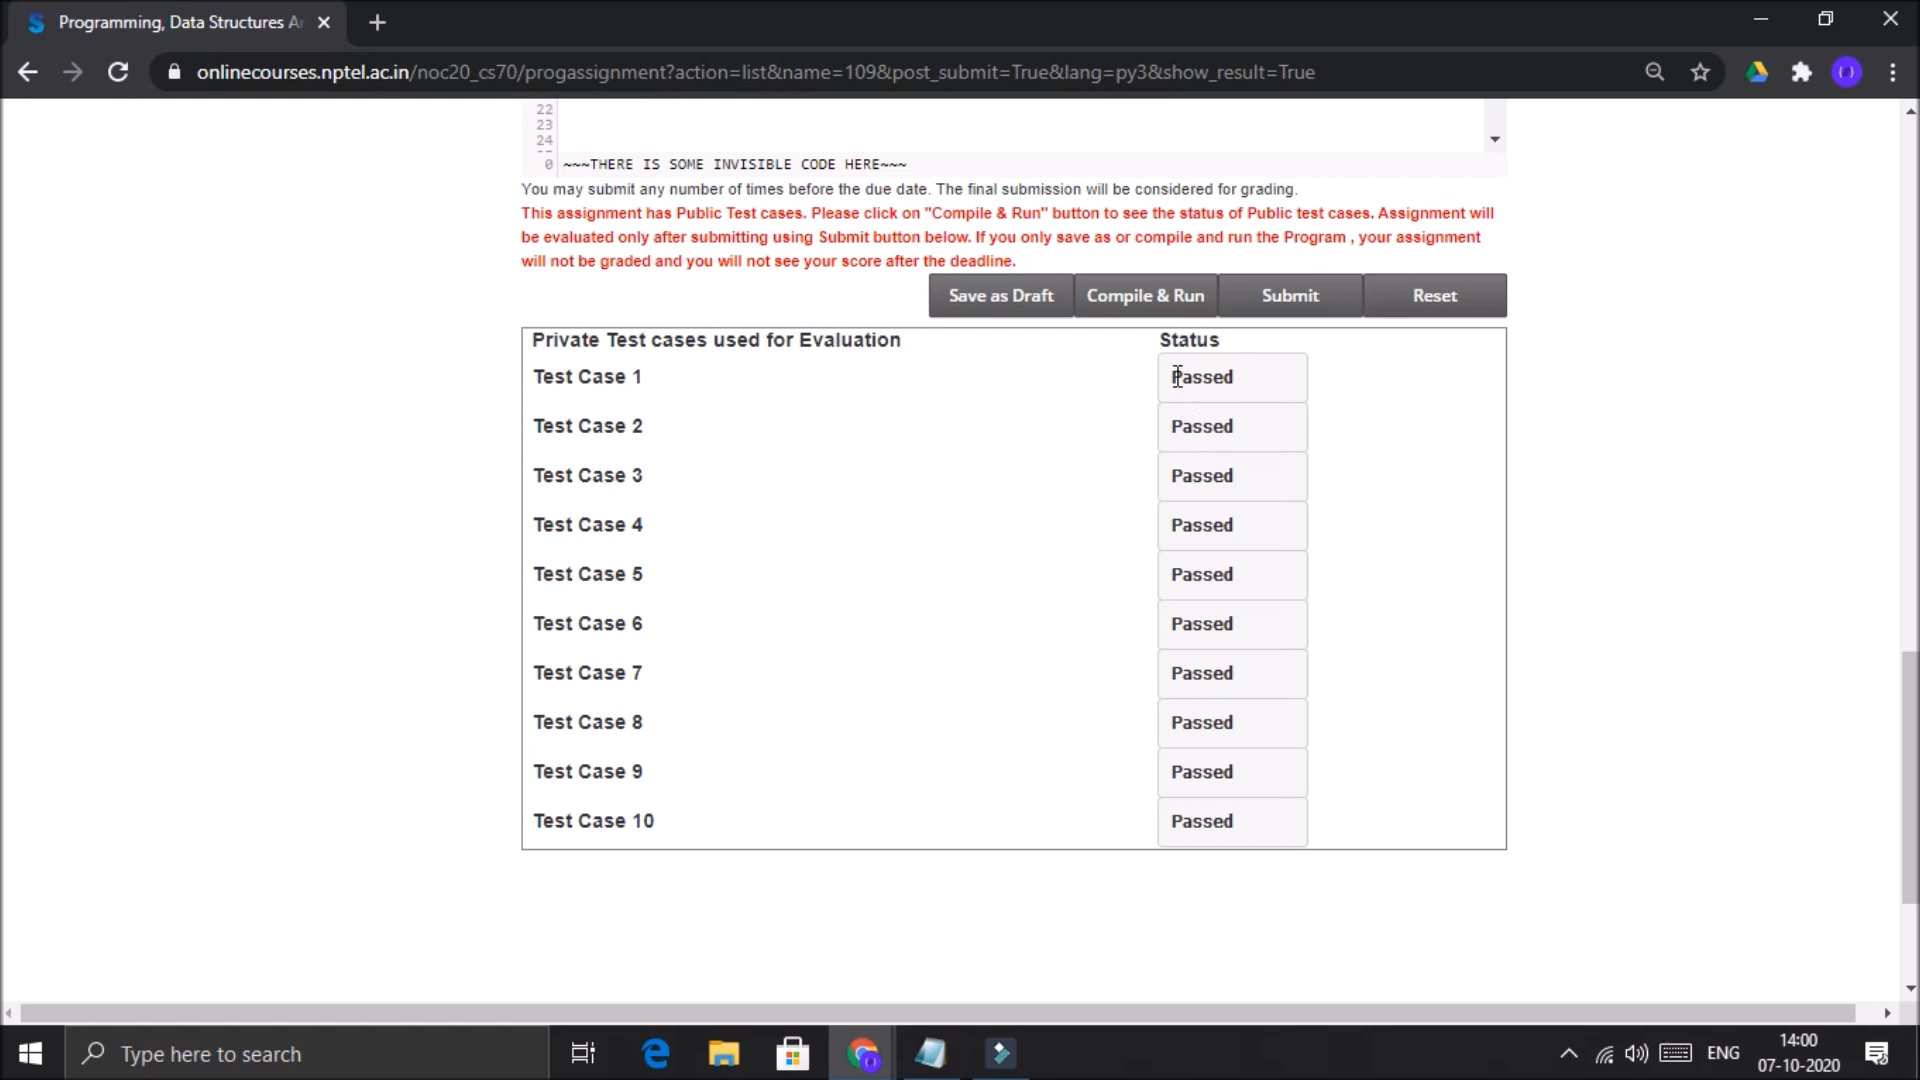 Programming, Data Structures Ar
onlinecourses.nptel.ac.in/noc20_cs70/progassignment?action=list&name=109&post_submit=True&lang=py3&show_result=True
22
23
24
0 ~~~THERE IS SOME INVISIBLE CODE HERE~~~
You may submit any number of times before the due date. The final submission will be considered for grading.
This assignment has Public Test cases. Please click on "Compile & Run" button to see the status of Public test cases. Assignment will
be evaluated only after submitting using Submit button below. If you only save as or compile and run the Program , your assignment
will not be graded and you will not see your score after the deadline.
Save as Draft Compile & Run Submit Reset
Private Test cases used for Evaluation Status
Test Case 1 Passed
Test Case 2 Passed
Test Case 3 Passed
Test Case 4 Passed
Test Case 5 Passed
Test Case 6 Passed
Test Case 7 Passed
Test Case 8 Passed
Test Case 9 Passed
Test Case 10 Passed
Type here to search
ENG
14:00
07-10-2020